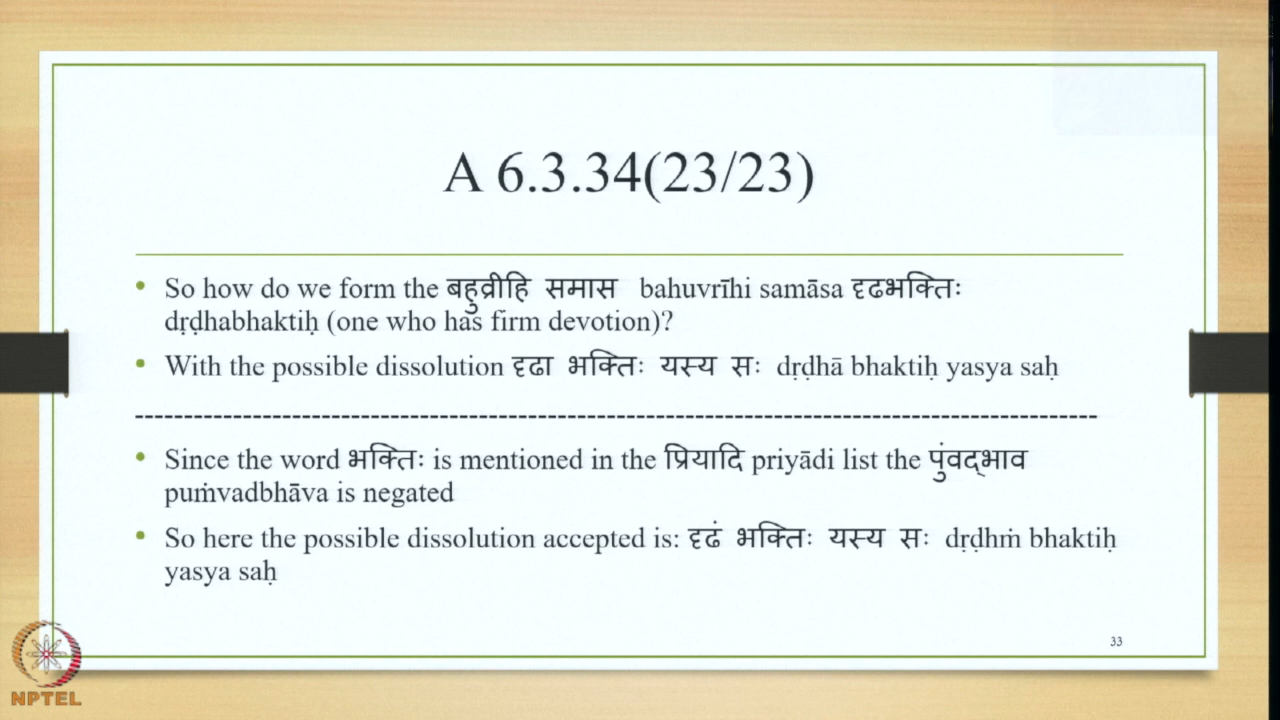 A 6.3.34(23/23)
• So how do we form the बहुव्रीहि समास bahuvrīhi samāsa दृढभक्तिः
dṛḍhabhaktiḥ (one who has firm devotion)?
• With the possible dissolution दृढा भक्तिः यस्य सः dṛḍhā bhaktiḥ yasya saḥ
--------------------------------------------------------------------------------------------------
• Since the word भक्तिः is mentioned in the प्रियादि priyādi list the पुंवद्भाव
puṁvadbhāva is negated
• So here the possible dissolution accepted is: दृढं भक्तिः यस्य सः dṛḍhṁ bhaktiḥ
yasya saḥ
33
NPTEL